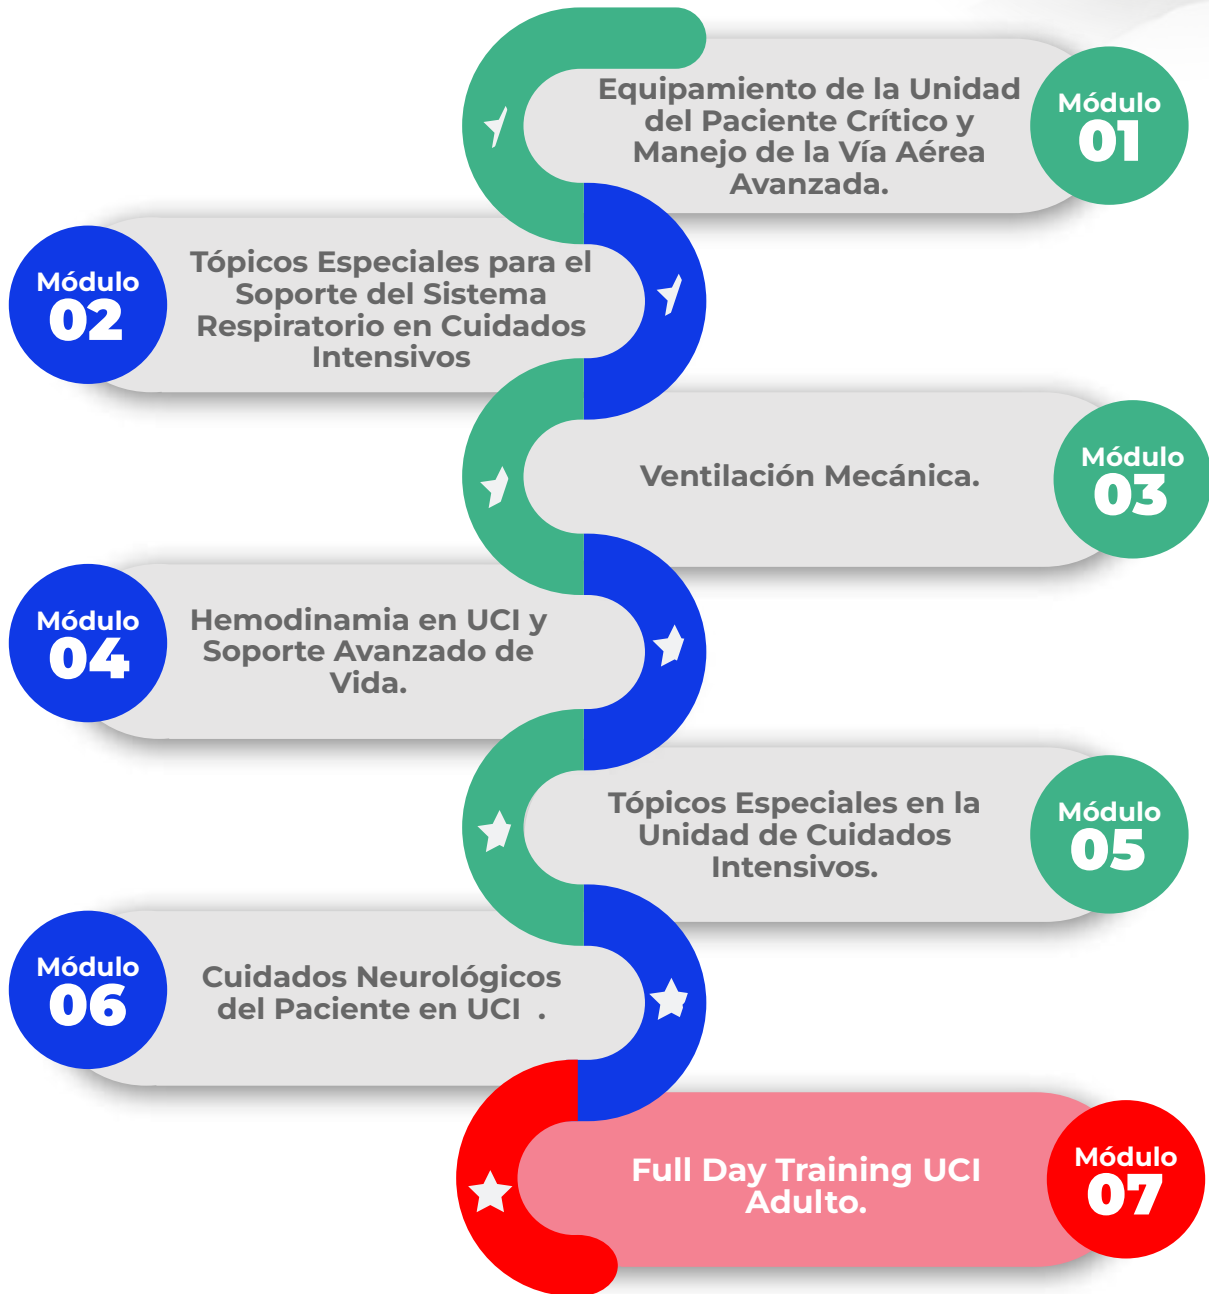 Equipamiento de la Unidad
del Paciente Crítico y
Manejo de la Vía Aérea
Avanzada.
Módulo
01
Módulo
02
Tópicos Especiales para el
Soporte del Sistema
Respiratorio en Cuidados
Intensivos
Ventilación Mecánica.
Módulo
03
Módulo
04
Hemodinamia en UCI y
Soporte Avanzado de
Vida.
Tópicos Especiales en la
Unidad de Cuidados
Intensivos.
Módulo
05
Módulo
06
Cuidados Neurológicos
del Paciente en UCI .
Full Day Training UCI
Adulto.
Módulo
07